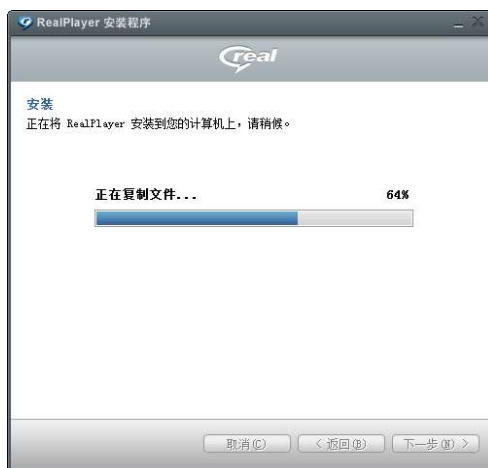 RealPlayer 安装程序
real
安装
正在将 RealPlayer 安装到您的计算机上，请稍候。
正在复制文件... 64%
取消(C) < 返回(B) 下一步(N) >